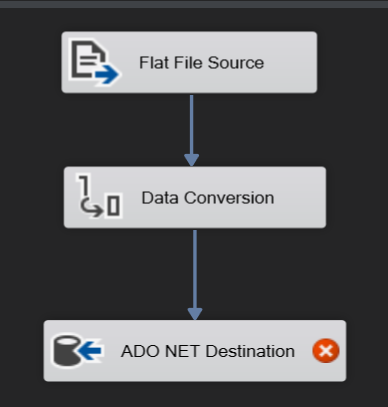 Flat File Source
Data Conversion
ADO NET Destination